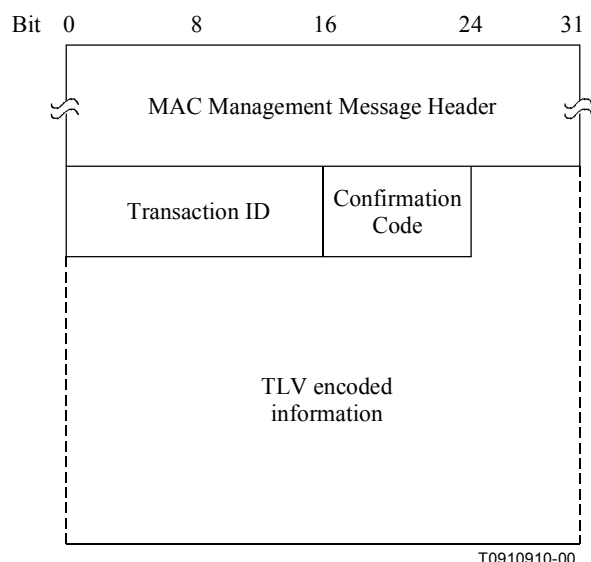 Bit 0 8 16 24 31
MAC Management Message Header
Transaction ID
Confirmation
Code
TLV encoded
information
T0910910-00